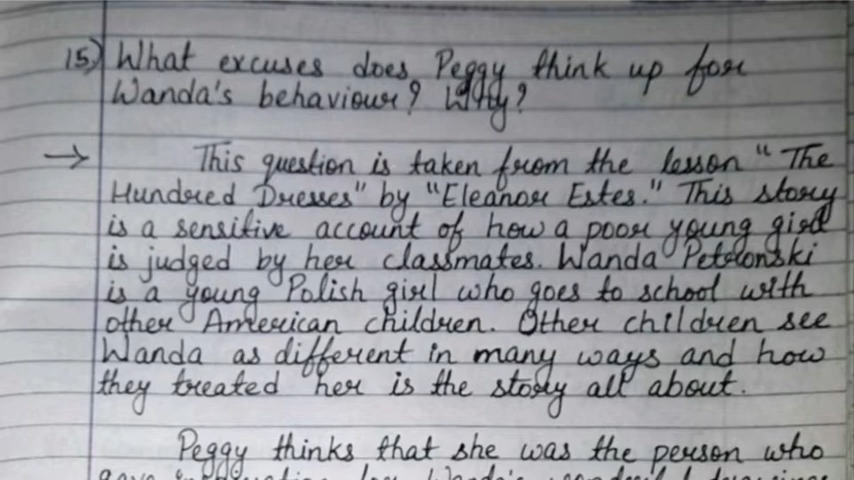 15) What excuses does Peggy think up for
Wanda's behaviour? Why?
→ This question is taken from the lesson "The
Hundred Dresses" by "Eleanor Estes." This story
is a sensitive account of how a poor young girl
is judged by her classmates. Wanda Petronski
is a young Polish girl who goes to school with
other American children. Other children see
Wanda as different in many ways and how
they treated her is the story all about.
Peggy thinks that she was the person who
gave for Wanda's